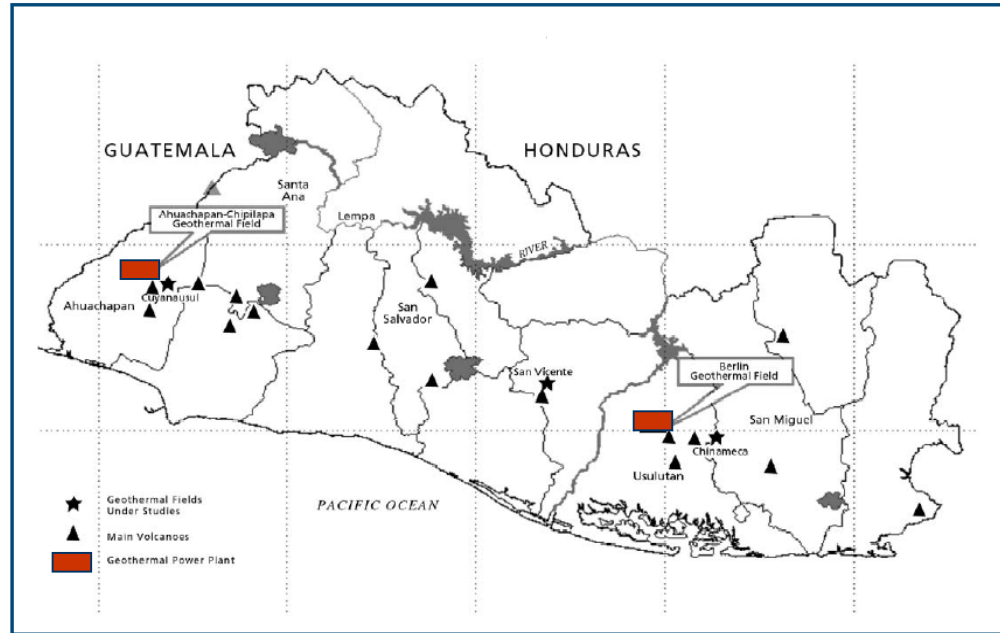 GUATEMALA
HONDURAS
Santa
Ana
Ahuachapan-Chipilapa
Geothermal Field
Lempa
RIVER
Cuyanausul
Ahuachapan
San
Salvador
San Vicente
Berlin
Geothermal Field
San Miguel
Chinameca
Usulutan
PACIFIC OCEAN
Geothermal Fields
Under Studies
Main Volcanoes
Geothermal Power Plant